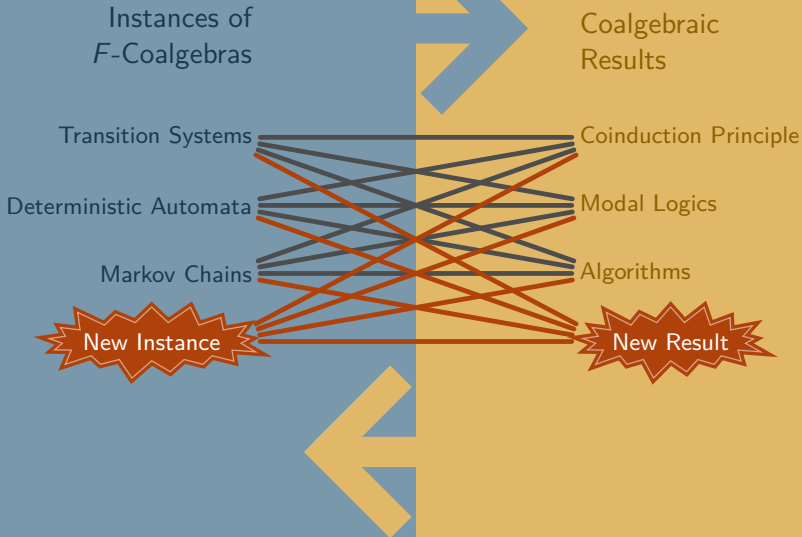 Instances of
F-Coalgebras
Coalgebraic
Results
Transition Systems
Coinduction Principle
Deterministic Automata
Modal Logics
Markov Chains
Algorithms
New Instance
New Result